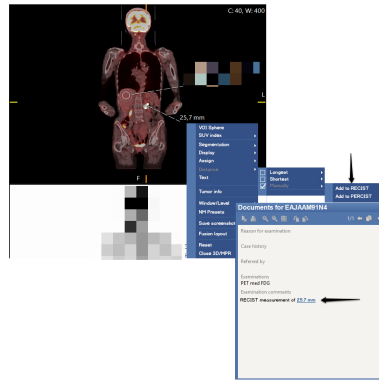 C: 40, W: 400
L
25,7 mm
F
VOI Sphere
SUV index
Segmentation
Display
Assign
Distance
Text
Tumor info
Window/Level
NM Presets
Save screenshot
Fusion layout
Reset
Close 3D/MPR
Longest
Shortest
Manually
Add to RECIST
Add to PERCIST
Documents for EAJAAM91N4
1/1
Reason for examination
Case history
Referred by
Examinations
PET med FDG
Examination comments
RECIST measurement of 25,7 mm